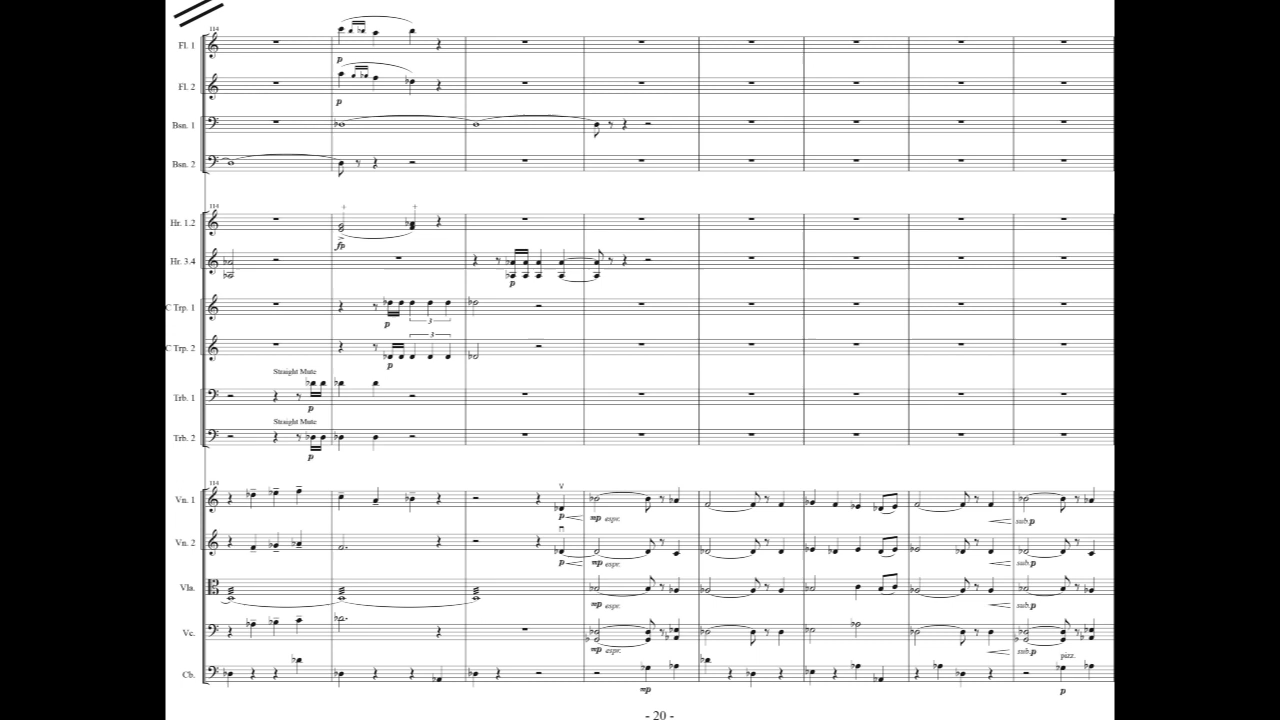 114
Fl. 1
p
Fl. 2
p
Bsn. 1
Bsn. 2
114
Hr. 1.2
fp
Hr. 3.4
p
C Trp. 1
p
3
3
C Trp. 2
p
Straight Mute
Trb. 1
p
Straight Mute
Trb. 2
p
114
Vn. 1
p mp espr. sub.p
Vn. 2
p mp espr. sub.p
Vla.
mp espr. sub.p
Vc.
mp espr. sub.p
pizz.
Cb.
mp p
- 20 -